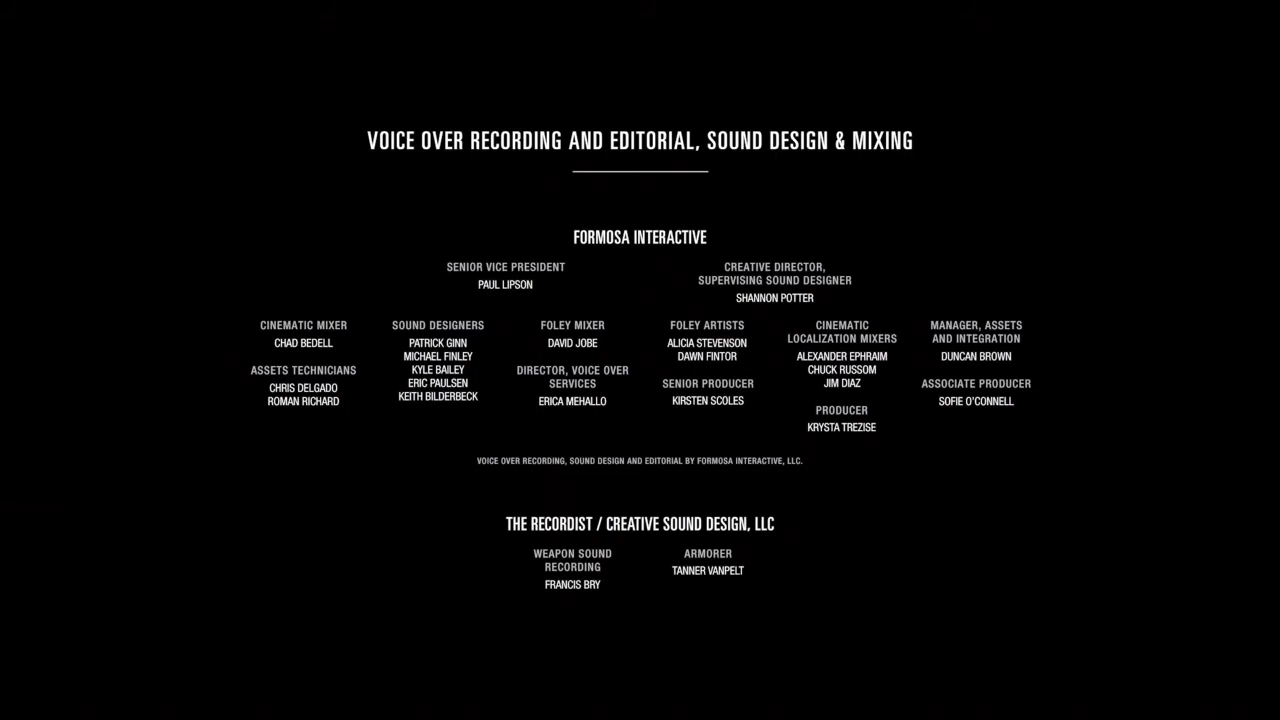 VOICE OVER RECORDING AND EDITORIAL, SOUND DESIGN & MIXING
FORMOSA INTERACTIVE
SENIOR VICE PRESIDENT
PAUL LIPSON
CREATIVE DIRECTOR,
SUPERVISING SOUND DESIGNER
SHANNON POTTER
CINEMATIC MIXER
CHAD BEDELL
ASSETS TECHNICIANS
CHRIS DELGADO
ROMAN RICHARD
SOUND DESIGNERS
PATRICK GINN
MICHAEL FINLEY
KYLE BAILEY
ERIC PAULSEN
KEITH BILDERBECK
FOLEY MIXER
DAVID JOBE
DIRECTOR, VOICE OVER
SERVICES
ERICA MEHALLO
FOLEY ARTISTS
ALICIA STEVENSON
DAWN FINTOR
SENIOR PRODUCER
KIRSTEN SCOLES
CINEMATIC
LOCALIZATION MIXERS
ALEXANDER EPHRAIM
CHUCK RUSSOM
JIM DIAZ
PRODUCER
KRYSTA TREZISE
MANAGER, ASSETS
AND INTEGRATION
DUNCAN BROWN
ASSOCIATE PRODUCER
SOFIE O'CONNELL
VOICE OVER RECORDING, SOUND DESIGN AND EDITORIAL BY FORMOSA INTERACTIVE, LLC.
THE RECORDIST / CREATIVE SOUND DESIGN, LLC
WEAPON SOUND
RECORDING
FRANCIS BRY
ARMORER
TANNER VANPELT